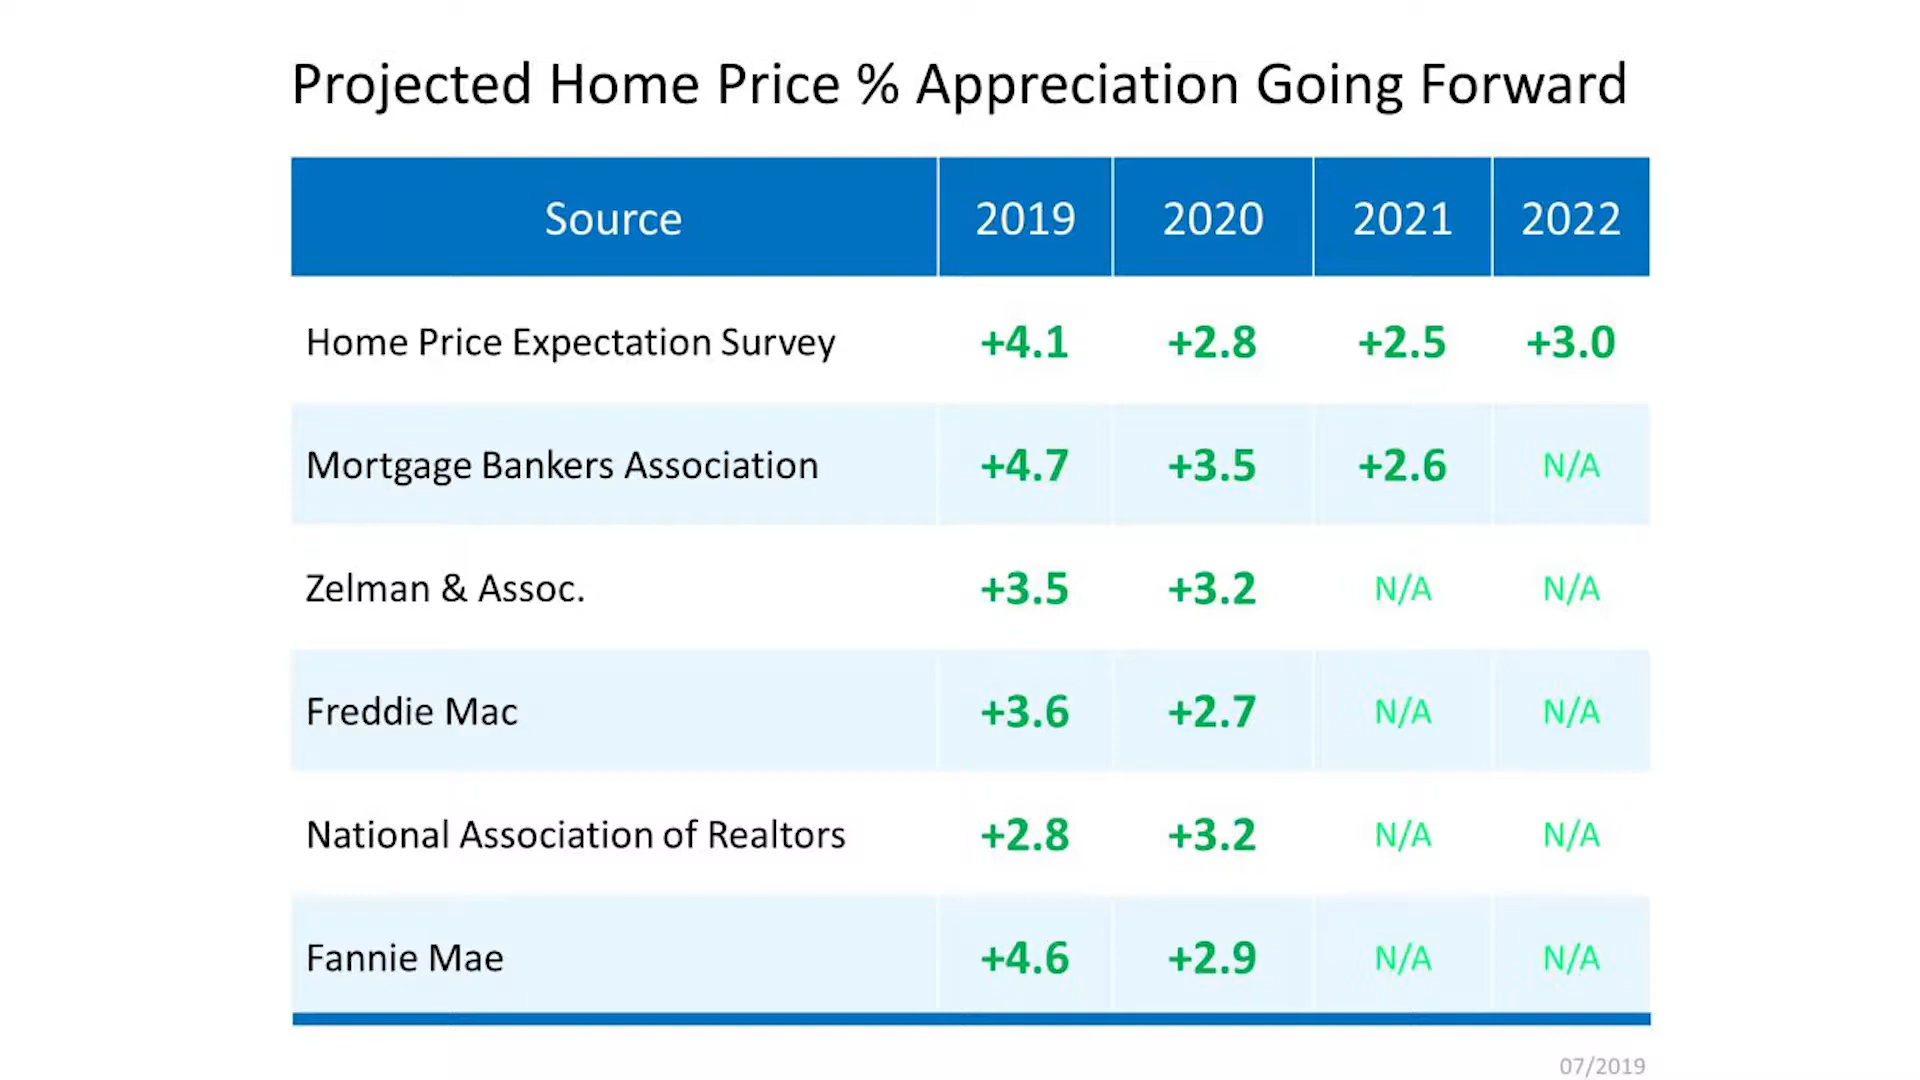 Projected Home Price % Appreciation Going Forward
Source 2019 2020 2021 2022
Home Price Expectation Survey +4.1 +2.8 +2.5 +3.0
Mortgage Bankers Association +4.7 +3.5 +2.6 N/A
Zelman & Assoc. +3.5 +3.2 N/A N/A
Freddie Mac +3.6 +2.7 N/A N/A
National Association of Realtors +2.8 +3.2 N/A N/A
Fannie Mae +4.6 +2.9 N/A N/A
07/2019